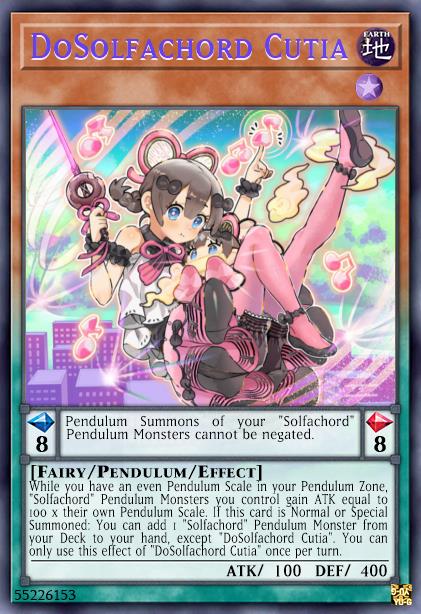 DoSolfachord Cutia
EARTH
地
Pendulum Summons of your "Solfachord"
Pendulum Monsters cannot be negated.
8
8
[Fairy/Pendulum/Effect]
While you have an even Pendulum Scale in your Pendulum Zone,
"Solfachord" Pendulum Monsters you control gain ATK equal to
100 x their own Pendulum Scale. If this card is Normal or Special
Summoned: You can add 1 "Solfachord" Pendulum Monster from
your Deck to your hand, except "DoSolfachord Cutia". You can
only use this effect of "DoSolfachord Cutia" once per turn.
ATK/ 100 DEF/ 400
55226153